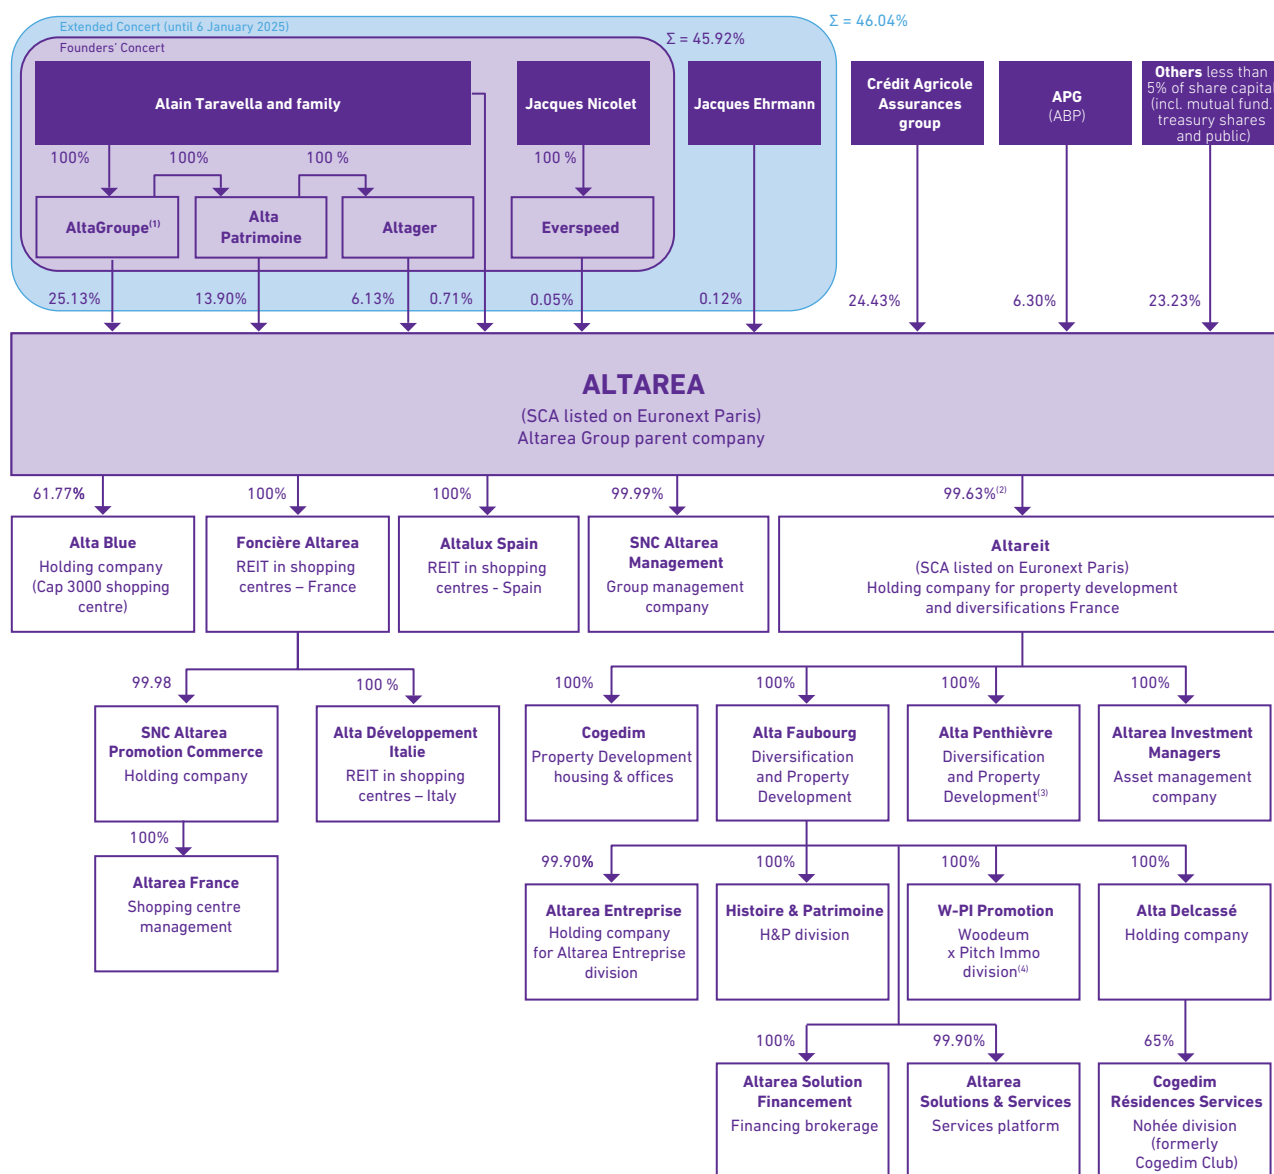 Extended Concert (until 6 January 2025)
Σ = 46.04%
Founders' Concert
Σ = 45.92%
Alain Taravella and family
Jacques Nicolet
Jacques Ehrmann
Crédit Agricole
Assurances
group
APG
(ABP)
Others less than
5% of share capital
(incl. mutual fund.
treasury shares
and public)
100%
100%
100 %
100 %
AltaGroupe(1)
Alta
Patrimoine
Altager
Everspeed
25.13%
13.90%
6.13%
0.71%
0.05%
0.12%
24.43%
6.30%
23.23%
ALTAREA
(SCA listed on Euronext Paris)
Altarea Group parent company
61.77%
100%
100%
99.99%
99.63%(2)
Alta Blue
Holding company
(Cap 3000 shopping
centre)
Foncière Altarea
REIT in shopping
centres – France
Altalux Spain
REIT in shopping
centres - Spain
SNC Altarea
Management
Group management
company
Altareit
(SCA listed on Euronext Paris)
Holding company for property development
and diversifications France
99.98
100 %
100%
100%
100%
100%
SNC Altarea
Promotion Commerce
Holding company
Alta Développement
Italie
REIT in shopping
centres – Italy
Cogedim
Property Development
housing & offices
Alta Faubourg
Diversification
and Property
Development
Alta Penthièvre
Diversification
and Property
Development(3)
Altarea Investment
Managers
Asset management
company
100%
99.90%
100%
100%
100%
Altarea France
Shopping centre
management
Altarea Entreprise
Holding company
for Altarea Entreprise
division
Histoire & Patrimoine
H&P division
W-PI Promotion
Woodeum
x Pitch Immo
division(4)
Alta Delcassé
Holding company
100%
99.90%
65%
Altarea Solution
Financement
Financing brokerage
Altarea
Solutions & Services
Services platform
Cogedim
Résidences Services
Nohée division
(formerly
Cogedim Club)